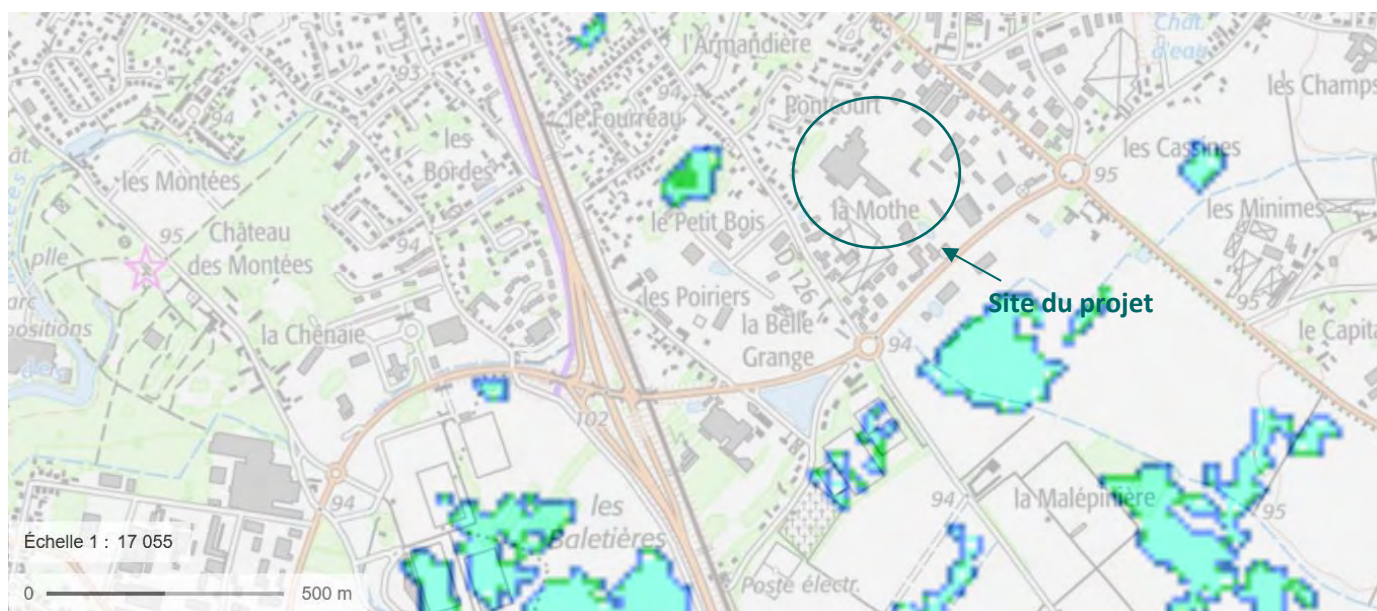 l'Armandière
Chât.
d'eau
les Champs
93
94
94
Pontcourt
le Fourreau
les
Bordes
les Cassines
95
les Montées
les Minimes
le Petit Bois
la Mothe
95
Château
des Montées
94
plle
D 26
Site du projet
les Poiriers
95
la Chênaie
la Belle
Grange
94
le Capita
102
94
les
Baletières
la Malépinière
94
95
Échelle 1 : 17 055
Poste électr.
0
500 m